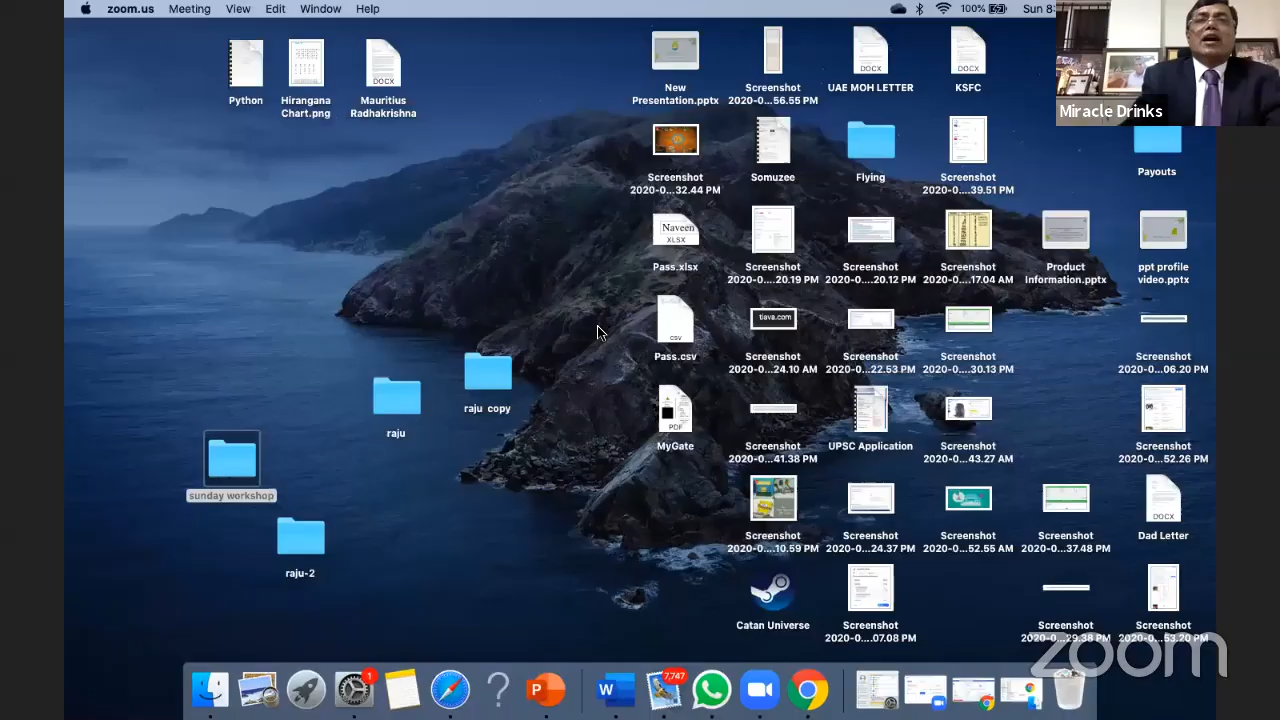 zoom.us Meeting View Edit Window Help
100% Sun 8
Miracle Drinks
Python
Hirangana
Chart.png
Mauritius
Radhakrishna
DOCX
New
Presentation.pptx
Screenshot
2020-0...56.55 PM
DOCX
UAE MOH LETTER
DOCX
KSFC
Screenshot
2020-0...32.44 PM
Somuzee
Flying
Screenshot
2020-0....39.51 PM
Payouts
Naveen
XLSX
Pass.xlsx
Screenshot
2020-0....20.19 PM
Screenshot
2020-0....20.12 PM
Screenshot
2020-0....17.04 AM
Product
Information.pptx
ppt profile
video.pptx
CSV
Pass.csv
tiava.com
Screenshot
2020-0....24.10 AM
Screenshot
2020-0....22.53 PM
Screenshot
2020-0....30.13 PM
Screenshot
2020-0....06.20 PM
raju copy
raju
PDF
MyGate
Screenshot
2020-0....41.38 PM
UPSC Application
Screenshot
2020-0....43.27 AM
Screenshot
2020-0....52.26 PM
sunday workshop
raju-2
Screenshot
2020-0....10.59 PM
Screenshot
2020-0....24.37 PM
Screenshot
2020-0....52.55 AM
Screenshot
2020-0....37.48 PM
DOCX
Dad Letter
Catan Universe
Screenshot
2020-0....07.08 PM
Screenshot
2020-0....29.38 PM
Screenshot
2020-0....53.20 PM
zoom
1
P
W
7,747